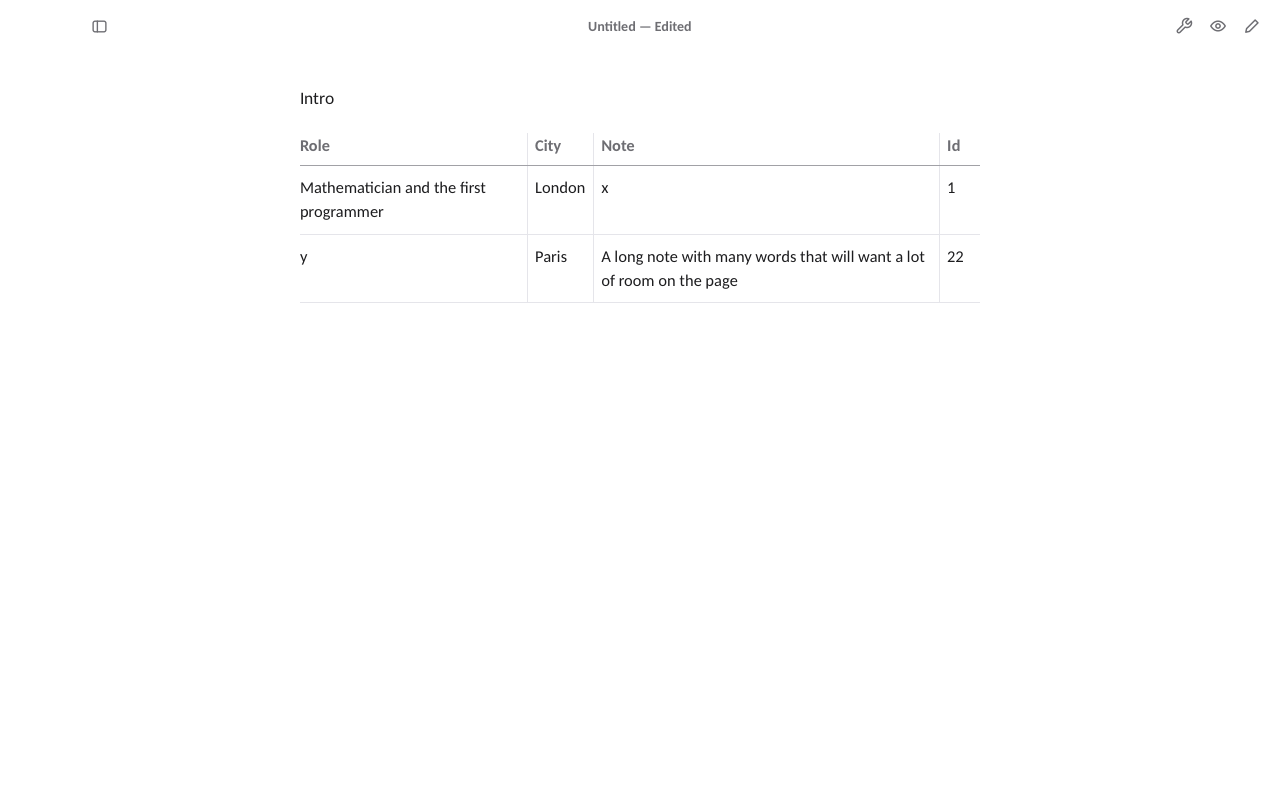 Untitled — Edited
Intro
Role City Note Id
Mathematician and the first programmer London x 1
y Paris A long note with many words that will want a lot of room on the page 22